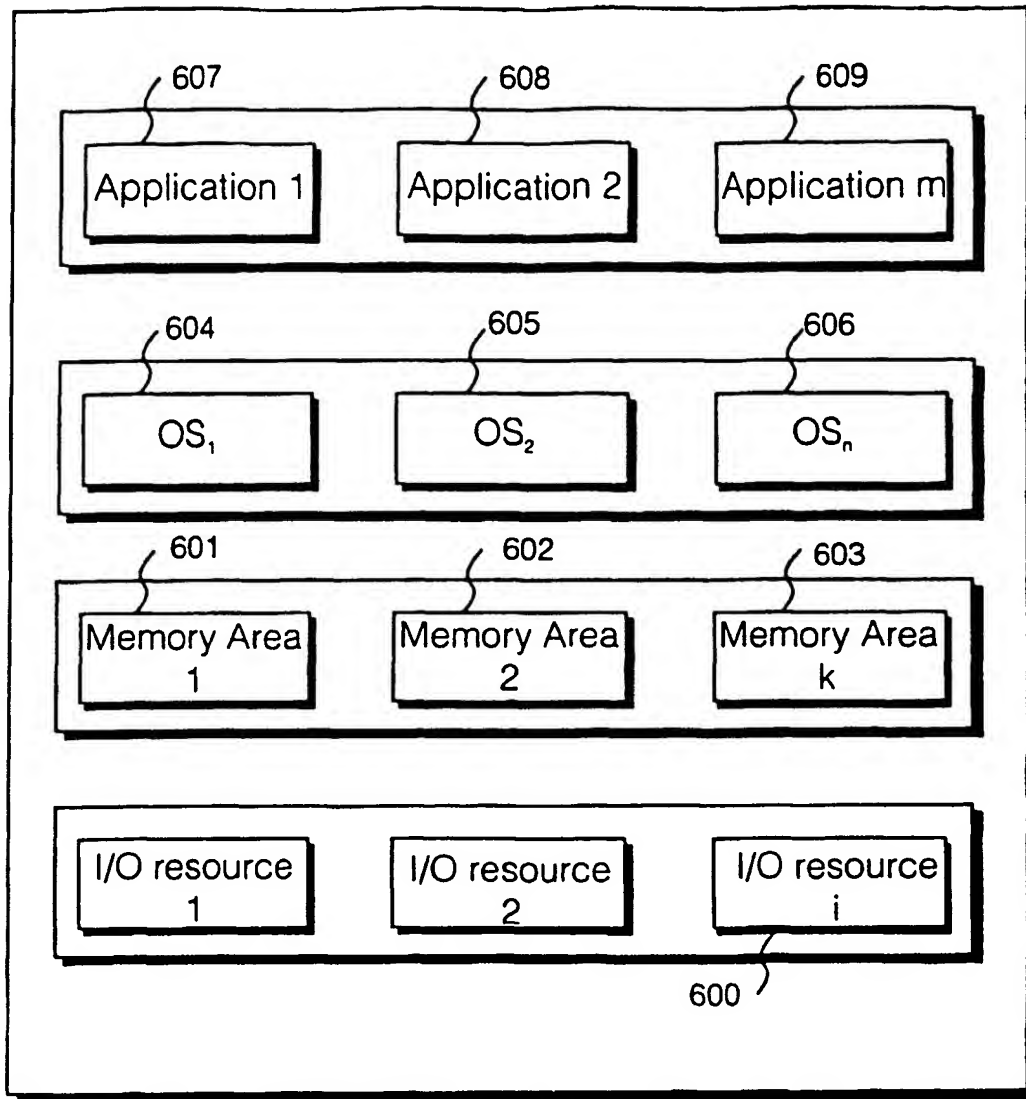 607 608 609
Application 1 Application 2 Application m
604 605 606
OS₁ OS₂ OSₙ
601 602 603
Memory Area Memory Area Memory Area
1 2 k
I/O resource I/O resource I/O resource
1 2 i
600